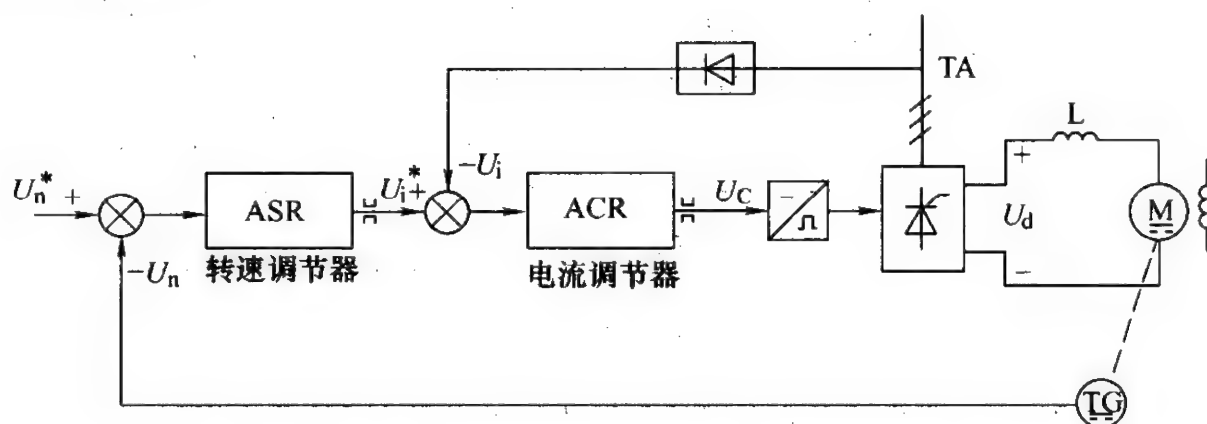 TA
L
U_n^* +
ASR
U_i^* +
-U_i
ACR
U_C
+
U_d
M
转速调节器
电流调节器
-U_n
−
TG